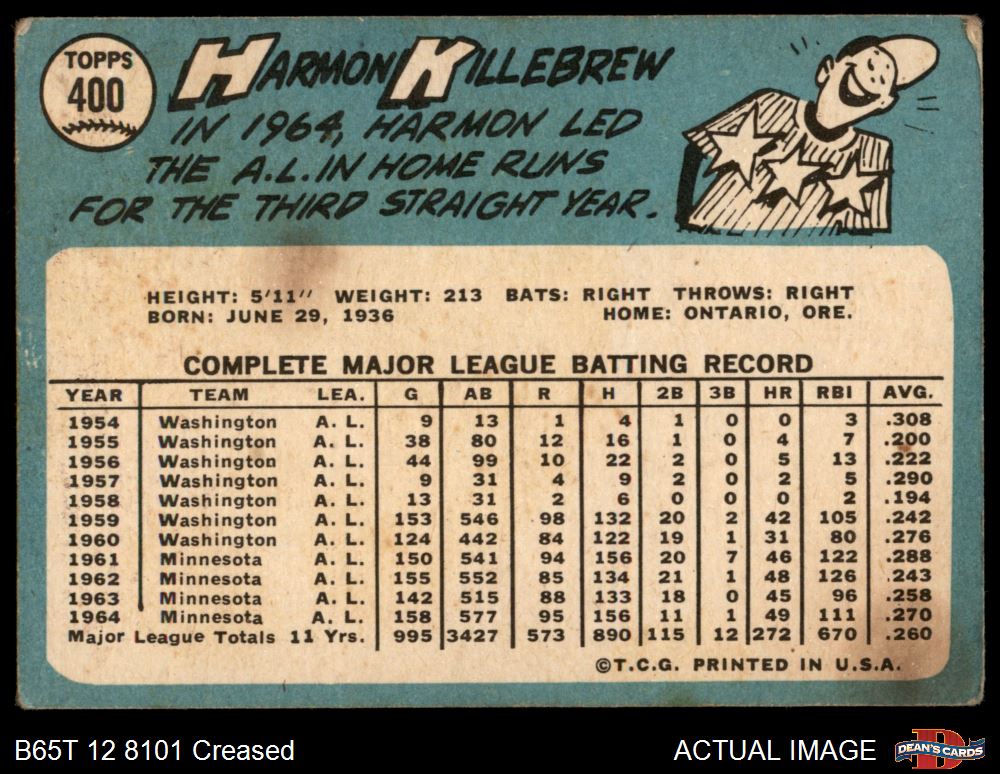 TOPPS
400
HARMON KILLEBREW
IN 1964, HARMON LED
THE A.L. IN HOME RUNS
FOR THE THIRD STRAIGHT YEAR.
HEIGHT: 5'11" WEIGHT: 213 BATS: RIGHT THROWS: RIGHT
BORN: JUNE 29, 1936 HOME: ONTARIO, ORE.
COMPLETE MAJOR LEAGUE BATTING RECORD
YEAR TEAM LEA. G AB R H 2B 3B HR RBI AVG.
1954 Washington A. L. 9 13 1 4 1 0 0 3 .308
1955 Washington A. L. 38 80 12 16 1 0 4 7 .200
1956 Washington A. L. 44 99 10 22 2 0 5 13 .222
1957 Washington A. L. 9 31 4 9 2 0 2 5 .290
1958 Washington A. L. 13 31 2 6 0 0 0 2 .194
1959 Washington A. L. 153 546 98 132 20 2 42 105 .242
1960 Washington A. L. 124 442 84 122 19 1 31 80 .276
1961 Minnesota A. L. 150 541 94 156 20 7 46 122 .288
1962 Minnesota A. L. 155 552 85 134 21 1 48 126 .243
1963 Minnesota A. L. 142 515 88 133 18 0 45 96 .258
1964 Minnesota A. L. 158 577 95 156 11 1 49 111 .270
Major League Totals 11 Yrs. 995 3427 573 890 115 12 272 670 .260
©T.C.G. PRINTED IN U.S.A.
B65T 12 8101 Creased ACTUAL IMAGE DEAN'S CARDS